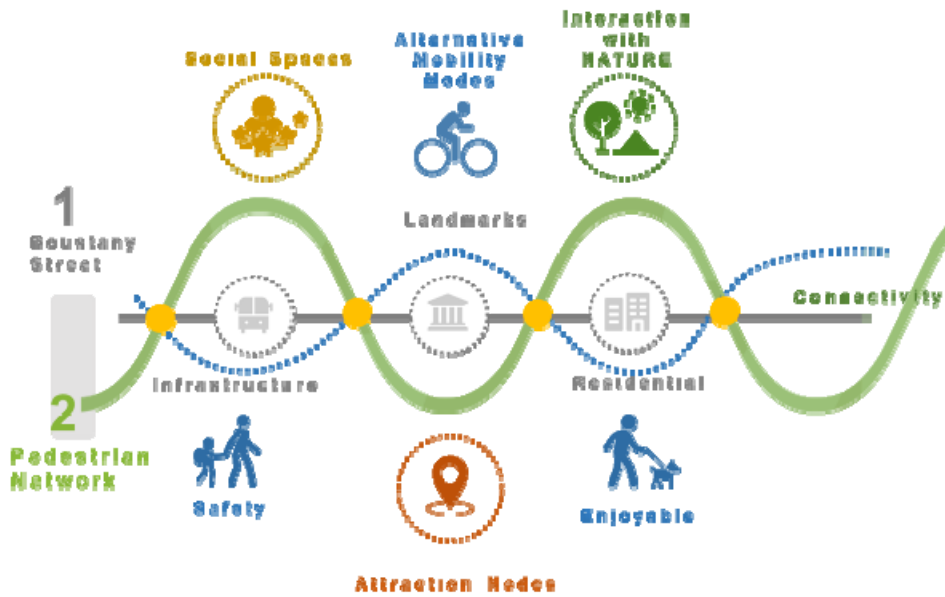 Interaction
with
NATURE
Alternative
Mobility
Modes
Social Spaces
1
Boustany
Street
Landmarks
Connectivity
Infrastructure
Residential
2
Pedestrian
Network
Safety
Enjoyable
Attraction Nodes